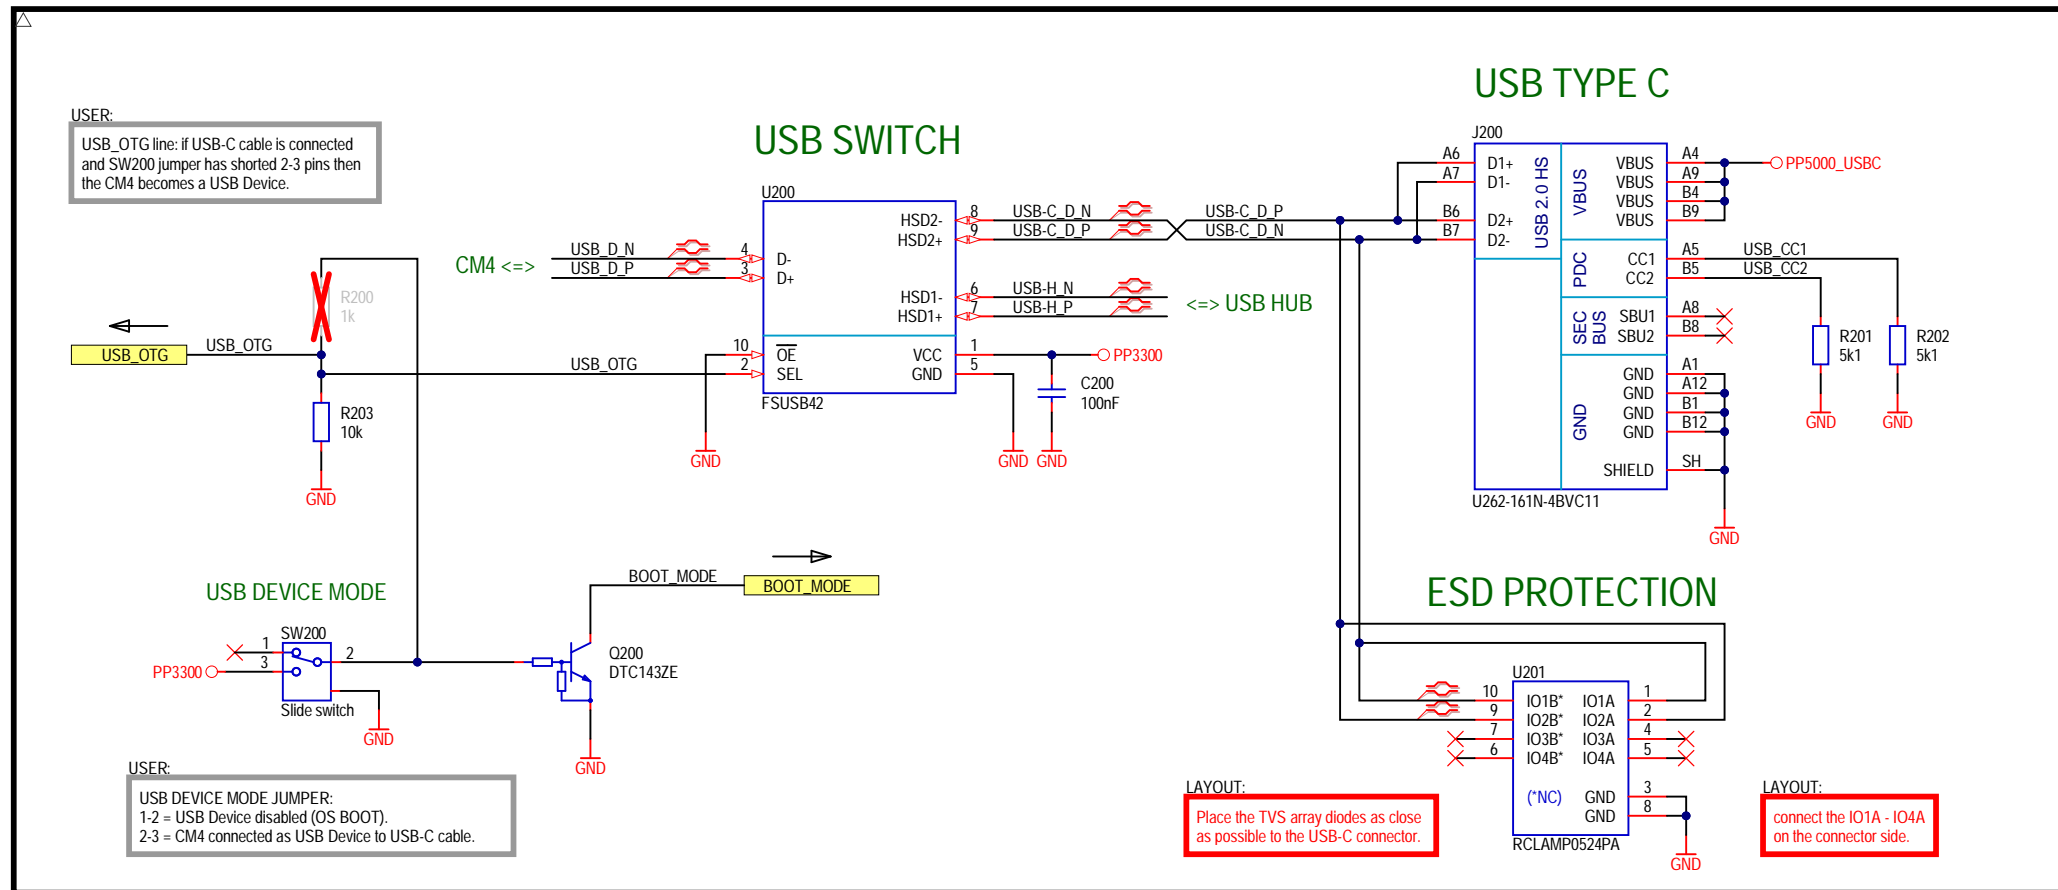 USB TYPE C
USER:
USB_OTG line: if USB-C cable is connected
and SW200 jumper has shorted 2-3 pins then
the CM4 becomes a USB Device.
USB SWITCH
J200
A6 D1+
A7 D1-
B6 D2+
B7 D2-
USB 2.0 HS
VBUS
VBUS A4
VBUS A9
VBUS B4
VBUS B9
PP5000_USBC
PDC
CC1 A5 USB_CC1
CC2 B5 USB_CC2
SEC
BUS
SBU1 A8
SBU2 B8
GND
GND A1
GND A12
GND B1
GND B12
SHIELD SH
U262-161N-4BVC11
GND
R201
5k1
GND
R202
5k1
GND
U200
HSD2- 8 USB-C_D_N USB-C_D_P
HSD2+ 9 USB-C_D_P USB-C_D_N
CM4 <=>
USB_D_N 4 D-
USB_D_P 3 D+
HSD1- 6 USB-H_N
HSD1+ 7 USB-H_P
<=> USB HUB
10 OE
USB_OTG 2 SEL
VCC 1
GND 5
PP3300
FSUSB42
C200
100nF
GND
GND
GND
R200
1k
USB_OTG
USB_OTG
R203
10k
GND
USB DEVICE MODE
SW200
1
3
2
PP3300
Slide switch
GND
BOOT_MODE
BOOT_MODE
Q200
DTC143ZE
GND
USER:
USB DEVICE MODE JUMPER:
1-2 = USB Device disabled (OS BOOT).
2-3 = CM4 connected as USB Device to USB-C cable.
ESD PROTECTION
U201
10 IO1B* IO1A 1
9 IO2B* IO2A 2
7 IO3B* IO3A 4
6 IO4B* IO4A 5
(*NC) GND 3
GND 8
RCLAMP0524PA
GND
LAYOUT:
Place the TVS array diodes as close
as possible to the USB-C connector.
LAYOUT:
connect the IO1A - IO4A
on the connector side.